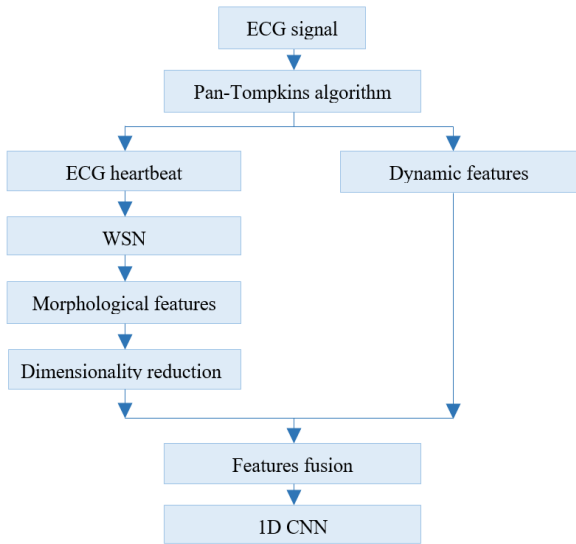 ECG signal
Pan-Tompkins algorithm
ECG heartbeat
Dynamic features
WSN
Morphological features
Dimensionality reduction
Features fusion
1D CNN